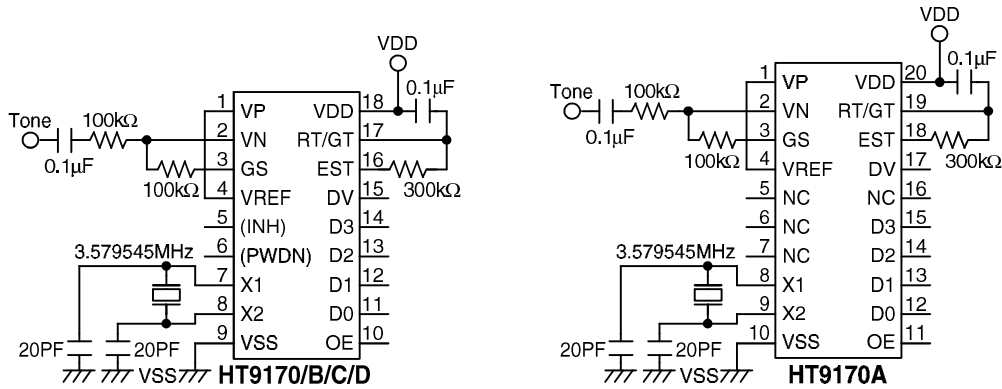 VDD
0.1µF
Tone
100kΩ
0.1µF
100kΩ
300kΩ
1 VP VDD 18
2 VN RT/GT 17
3 GS EST 16
4 VREF DV 15
5 (INH) D3 14
6 (PWDN) D2 13
3.579545MHz
7 X1 D1 12
8 X2 D0 11
9 VSS OE 10
20PF
20PF
VSS
HT9170/B/C/D
VDD
0.1µF
Tone
100kΩ
0.1µF
100kΩ
300kΩ
1 VP VDD 20
2 VN RT/GT 19
3 GS EST 18
4 VREF DV 17
5 NC NC 16
6 NC D3 15
7 NC D2 14
3.579545MHz
8 X1 D1 13
9 X2 D0 12
10 VSS OE 11
20PF
20PF
VSS
HT9170A